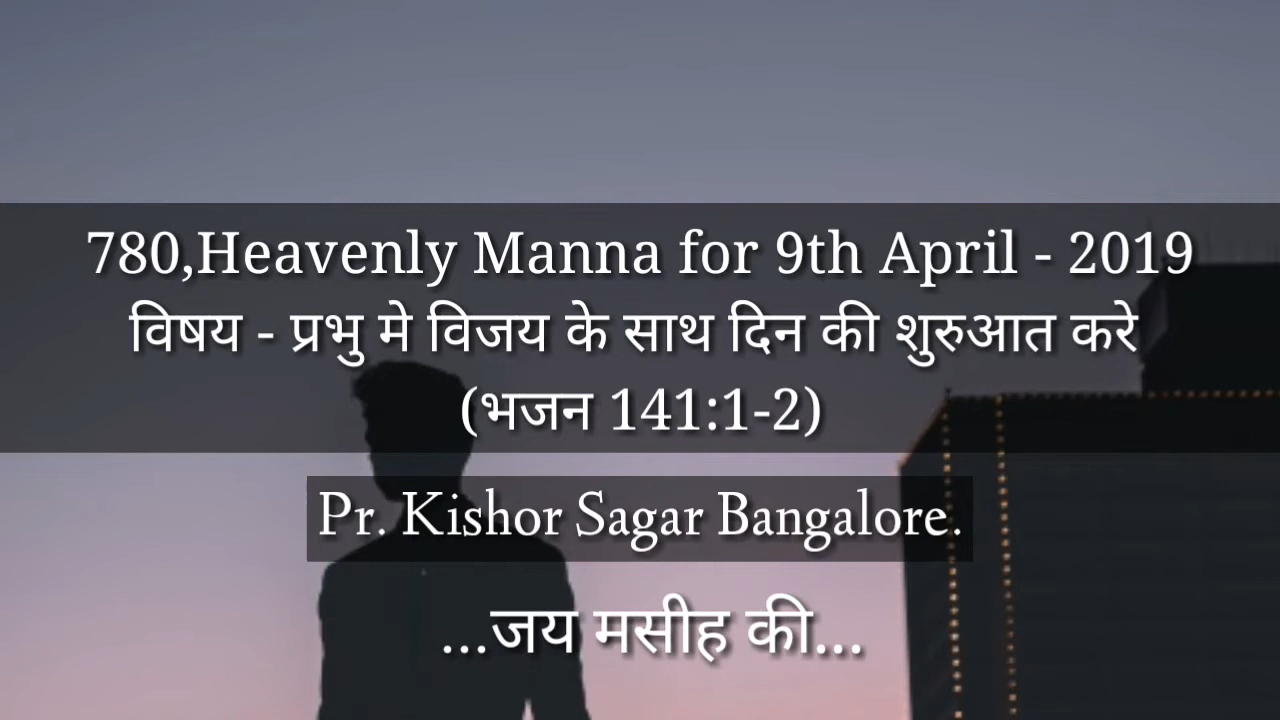 780,Heavenly Manna for 9th April - 2019
विषय - प्रभु मे विजय के साथ दिन की शुरुआत करे
(भजन 141:1-2)
Pr. Kishor Sagar Bangalore.
...जय मसीह की...